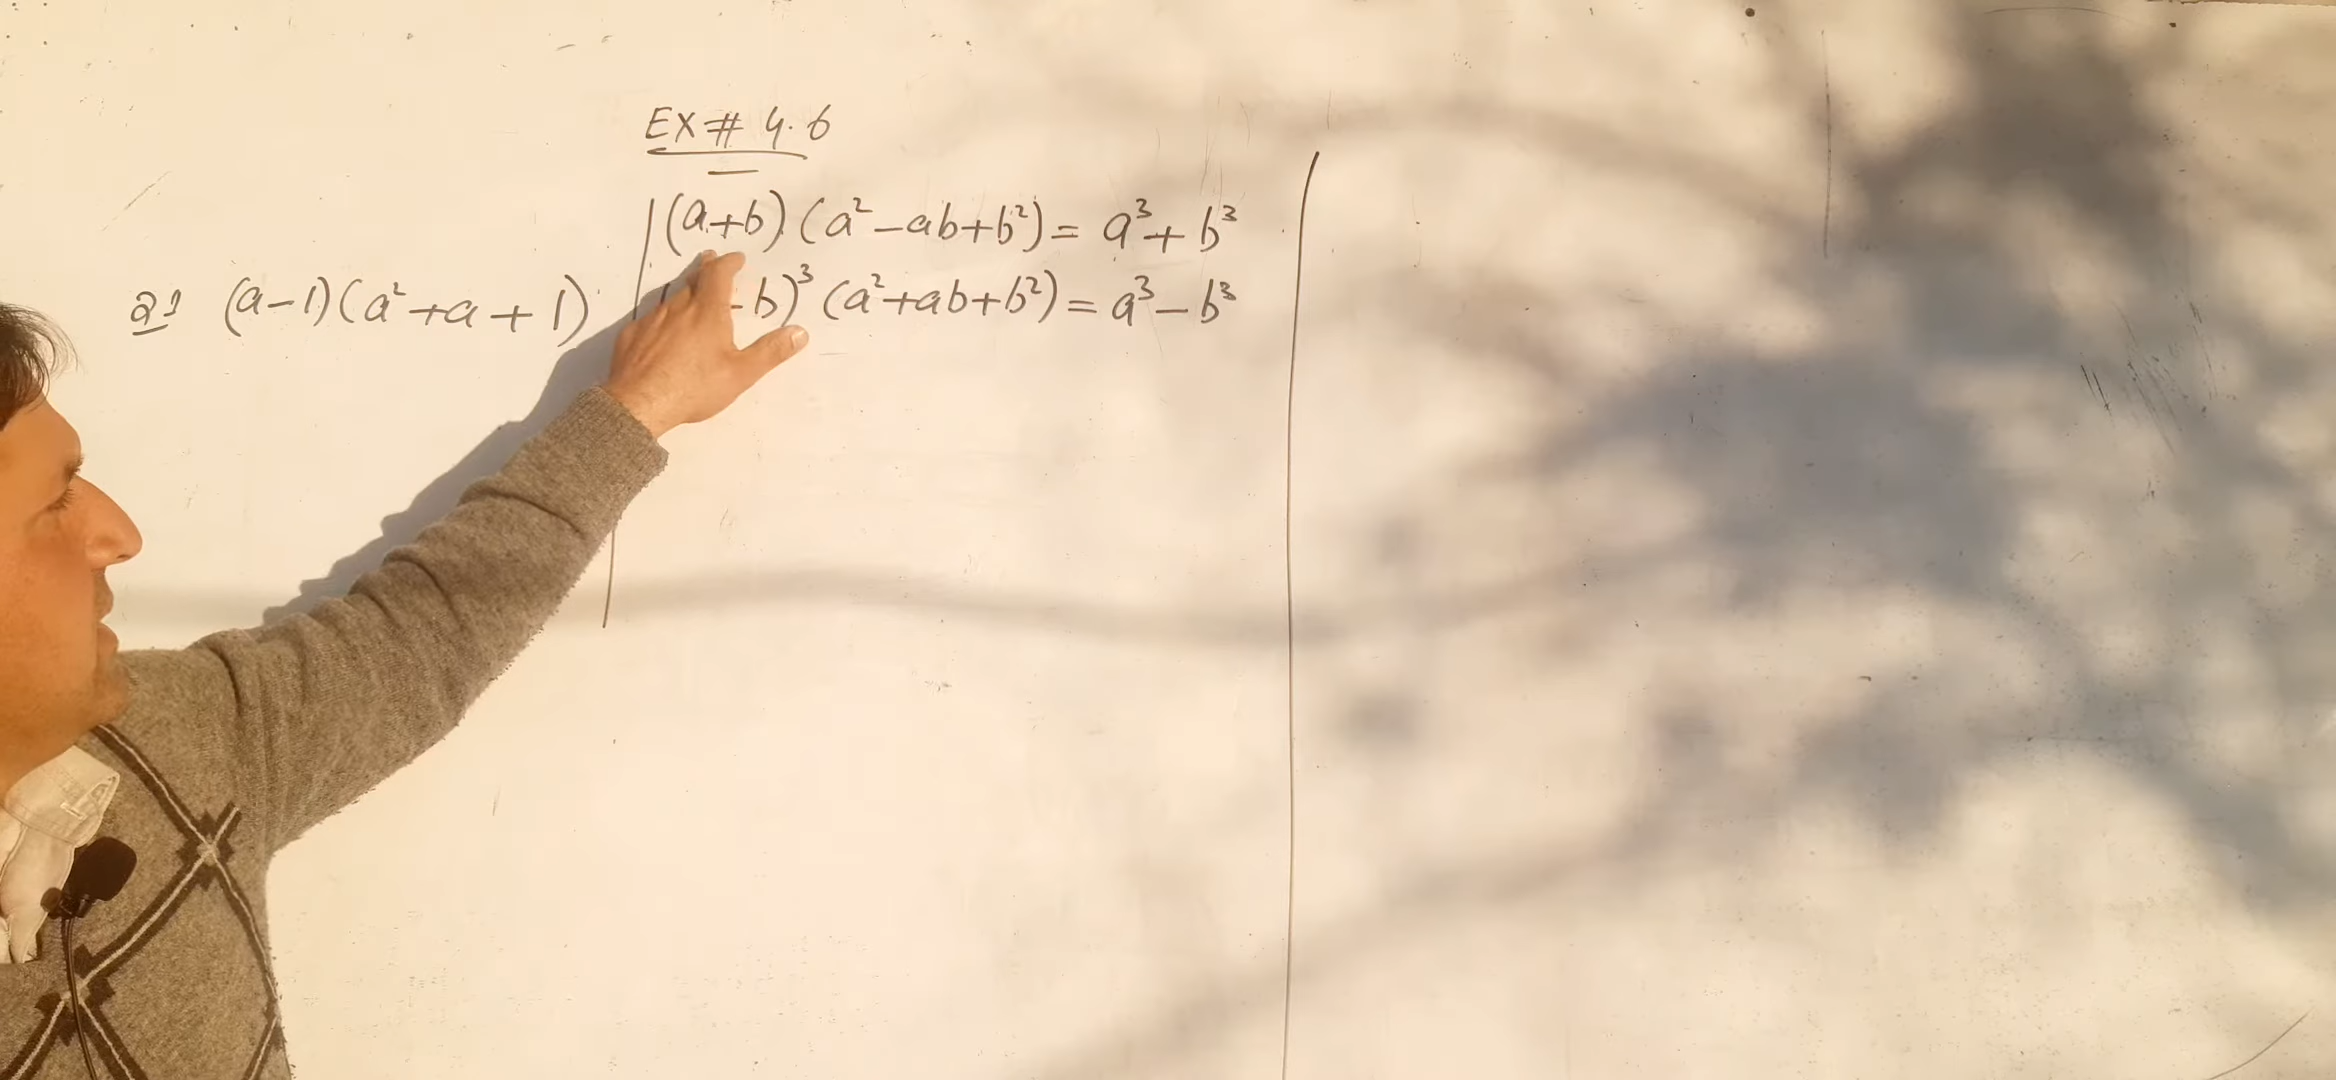 EX # 4.6
(a+b) (a²-ab+b²) = a³+b³
Q1 (a-1)(a²+a+1)
-b)³ (a²+ab+b²) = a³-b³